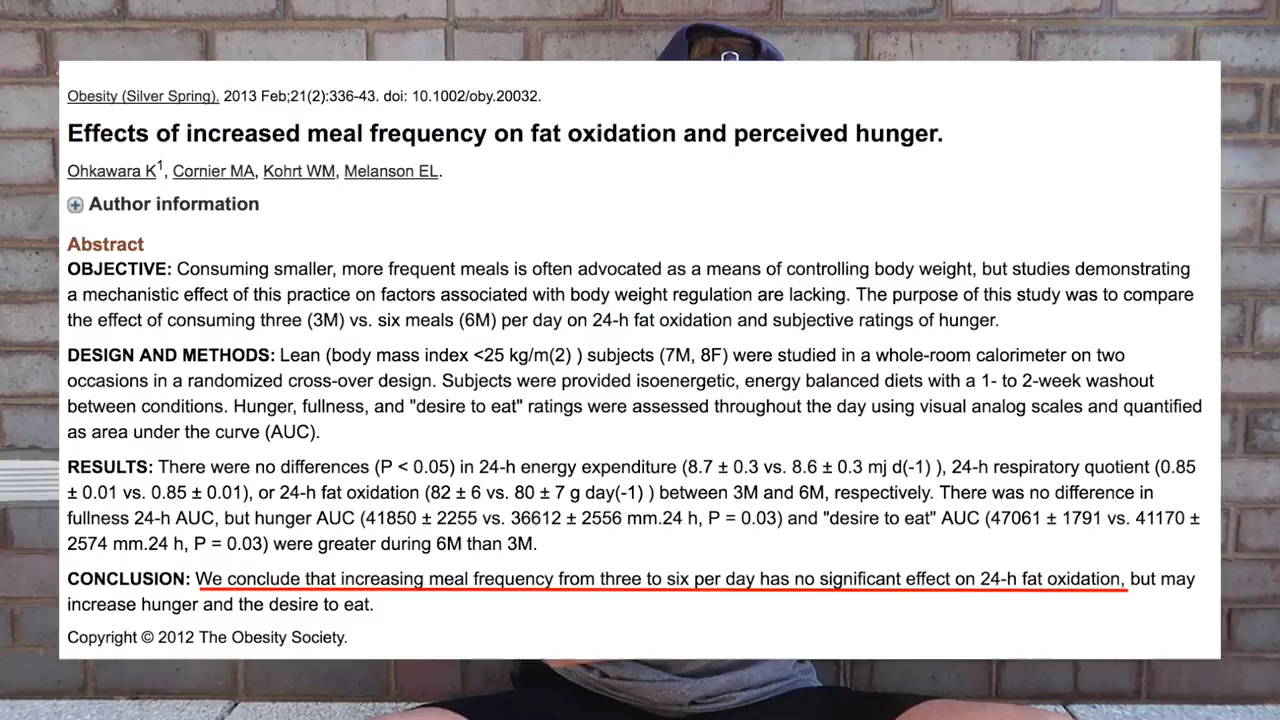 Obesity (Silver Spring). 2013 Feb;21(2):336-43. doi: 10.1002/oby.20032.
Effects of increased meal frequency on fat oxidation and perceived hunger.
Ohkawara K1, Cornier MA, Kohrt WM, Melanson EL.
Author information
Abstract
OBJECTIVE: Consuming smaller, more frequent meals is often advocated as a means of controlling body weight, but studies demonstrating
a mechanistic effect of this practice on factors associated with body weight regulation are lacking. The purpose of this study was to compare
the effect of consuming three (3M) vs. six meals (6M) per day on 24-h fat oxidation and subjective ratings of hunger.
DESIGN AND METHODS: Lean (body mass index <25 kg/m(2) ) subjects (7M, 8F) were studied in a whole-room calorimeter on two
occasions in a randomized cross-over design. Subjects were provided isoenergetic, energy balanced diets with a 1- to 2-week washout
between conditions. Hunger, fullness, and "desire to eat" ratings were assessed throughout the day using visual analog scales and quantified
as area under the curve (AUC).
RESULTS: There were no differences (P < 0.05) in 24-h energy expenditure (8.7 ± 0.3 vs. 8.6 ± 0.3 mj d(-1) ), 24-h respiratory quotient (0.85
± 0.01 vs. 0.85 ± 0.01), or 24-h fat oxidation (82 ± 6 vs. 80 ± 7 g day(-1) ) between 3M and 6M, respectively. There was no difference in
fullness 24-h AUC, but hunger AUC (41850 ± 2255 vs. 36612 ± 2556 mm.24 h, P = 0.03) and "desire to eat" AUC (47061 ± 1791 vs. 41170 ±
2574 mm.24 h, P = 0.03) were greater during 6M than 3M.
CONCLUSION: We conclude that increasing meal frequency from three to six per day has no significant effect on 24-h fat oxidation, but may
increase hunger and the desire to eat.
Copyright © 2012 The Obesity Society.